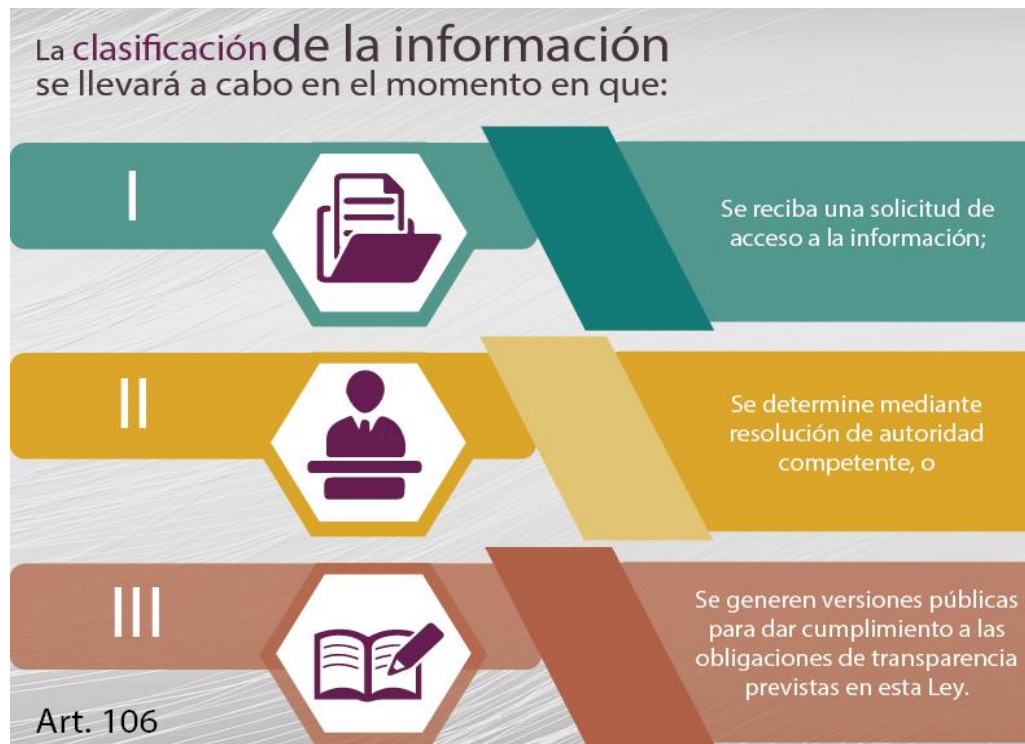 La clasificación de la información
se llevará a cabo en el momento en que:
I
Se reciba una solicitud de
acceso a la información;
II
Se determine mediante
resolución de autoridad
competente, o
III
Se generen versiones públicas
para dar cumplimiento a las
obligaciones de transparencia
previstas en esta Ley.
Art. 106